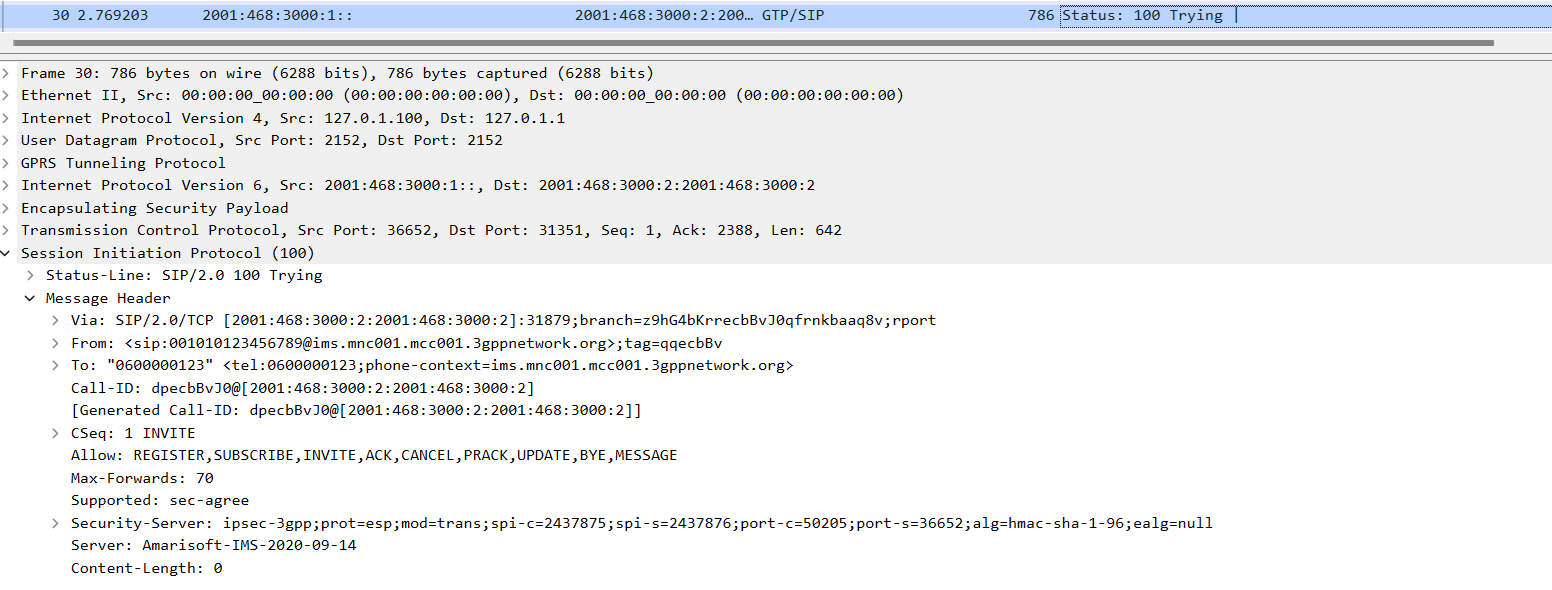 30 2.769203 2001:468:3000:1:: 2001:468:3000:2:200… GTP/SIP 786 Status: 100 Trying |
Frame 30: 786 bytes on wire (6288 bits), 786 bytes captured (6288 bits)
Ethernet II, Src: 00:00:00_00:00:00 (00:00:00:00:00:00), Dst: 00:00:00_00:00:00 (00:00:00:00:00:00)
Internet Protocol Version 4, Src: 127.0.1.100, Dst: 127.0.1.1
User Datagram Protocol, Src Port: 2152, Dst Port: 2152
GPRS Tunneling Protocol
Internet Protocol Version 6, Src: 2001:468:3000:1::, Dst: 2001:468:3000:2:2001:468:3000:2
Encapsulating Security Payload
Transmission Control Protocol, Src Port: 36652, Dst Port: 31351, Seq: 1, Ack: 2388, Len: 642
Session Initiation Protocol (100)
Status-Line: SIP/2.0 100 Trying
Message Header
Via: SIP/2.0/TCP [2001:468:3000:2:2001:468:3000:2]:31879;branch=z9hG4bKrrecbBvJ0qfrnkbaaq8v;rport
From: <sip:001010123456789@ims.mnc001.mcc001.3gppnetwork.org>;tag=qqecbBv
To: "0600000123" <tel:0600000123;phone-context=ims.mnc001.mcc001.3gppnetwork.org>
Call-ID: dpecbBvJ0@[2001:468:3000:2:2001:468:3000:2]
[Generated Call-ID: dpecbBvJ0@[2001:468:3000:2:2001:468:3000:2]]
CSeq: 1 INVITE
Allow: REGISTER,SUBSCRIBE,INVITE,ACK,CANCEL,PRACK,UPDATE,BYE,MESSAGE
Max-Forwards: 70
Supported: sec-agree
Security-Server: ipsec-3gpp;prot=esp;mod=trans;spi-c=2437875;spi-s=2437876;port-c=50205;port-s=36652;alg=hmac-sha-1-96;ealg=null
Server: Amarisoft-IMS-2020-09-14
Content-Length: 0